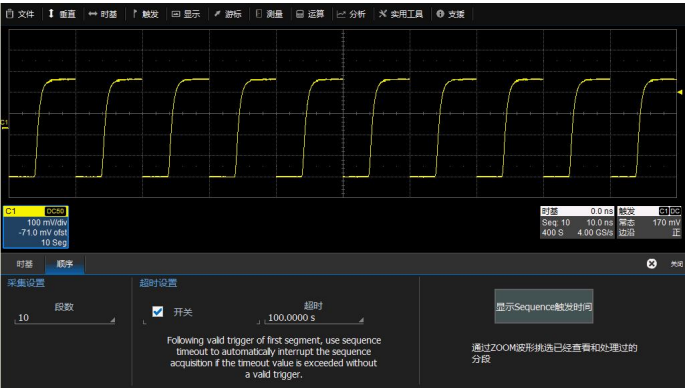 文件 垂直 时基 触发 显示 游标 测量 运算 分析 实用工具 支援
C1
C1 DC50
100 mV/div
-71.0 mV ofst
10 Seg
时基 0.0 ns
Seq: 10 10.0 ns
400 S 4.00 GS/s
触发 C1 DC
常态 170 mV
边沿 正
时基 顺序 关闭
采集设置
段数
10
超时设置
开关
超时
100.0000 s
Following valid trigger of first segment, use sequence
timeout to automatically interrupt the sequence
acquisition if the timeout value is exceeded without
a valid trigger.
显示Sequence触发时间
通过ZOOM波形挑选已经查看和处理过的
分段